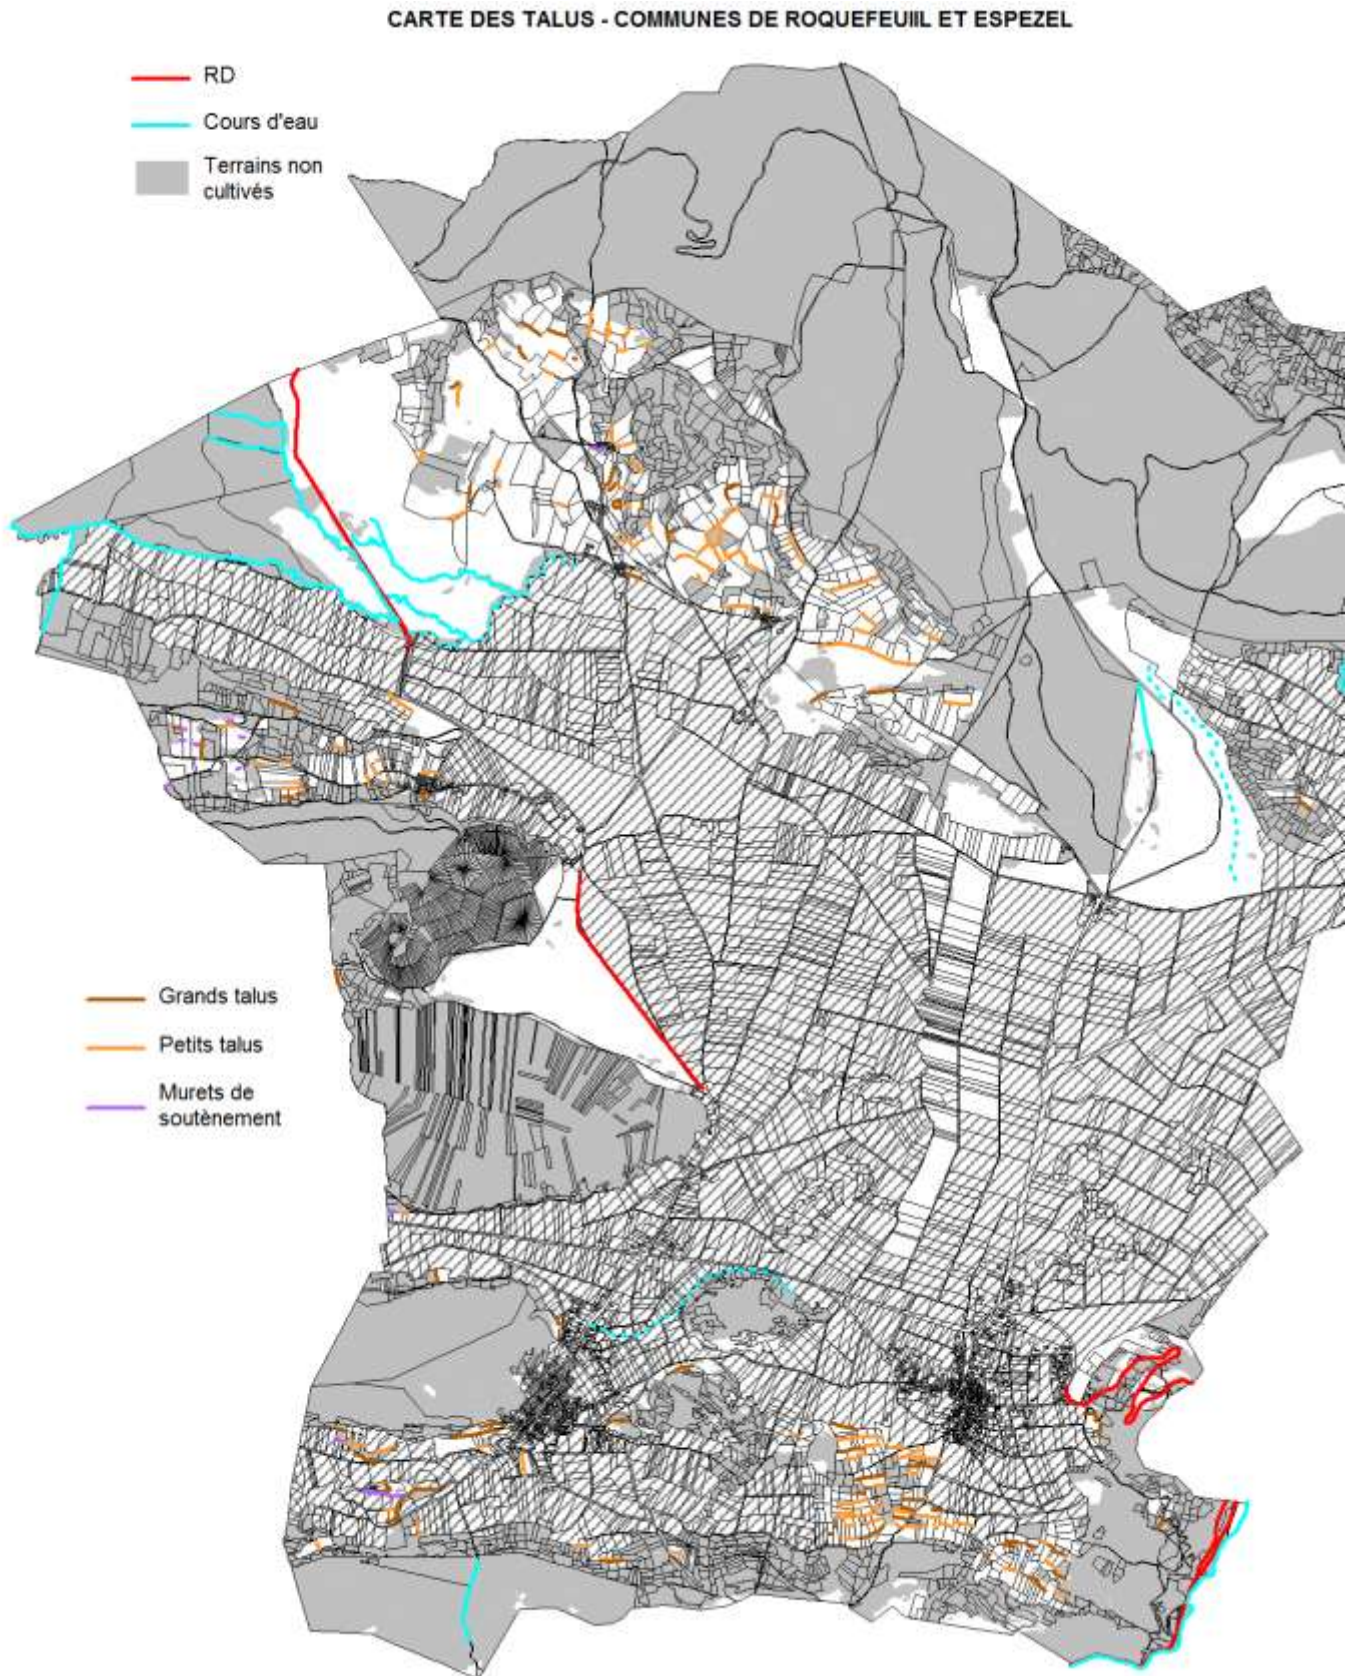 CARTE DES TALUS - COMMUNES DE ROQUEFEUIIL ET ESPEZEL
RD
Cours d'eau
Terrains non
cultivés
Grands talus
Petits talus
Murets de
soutènement